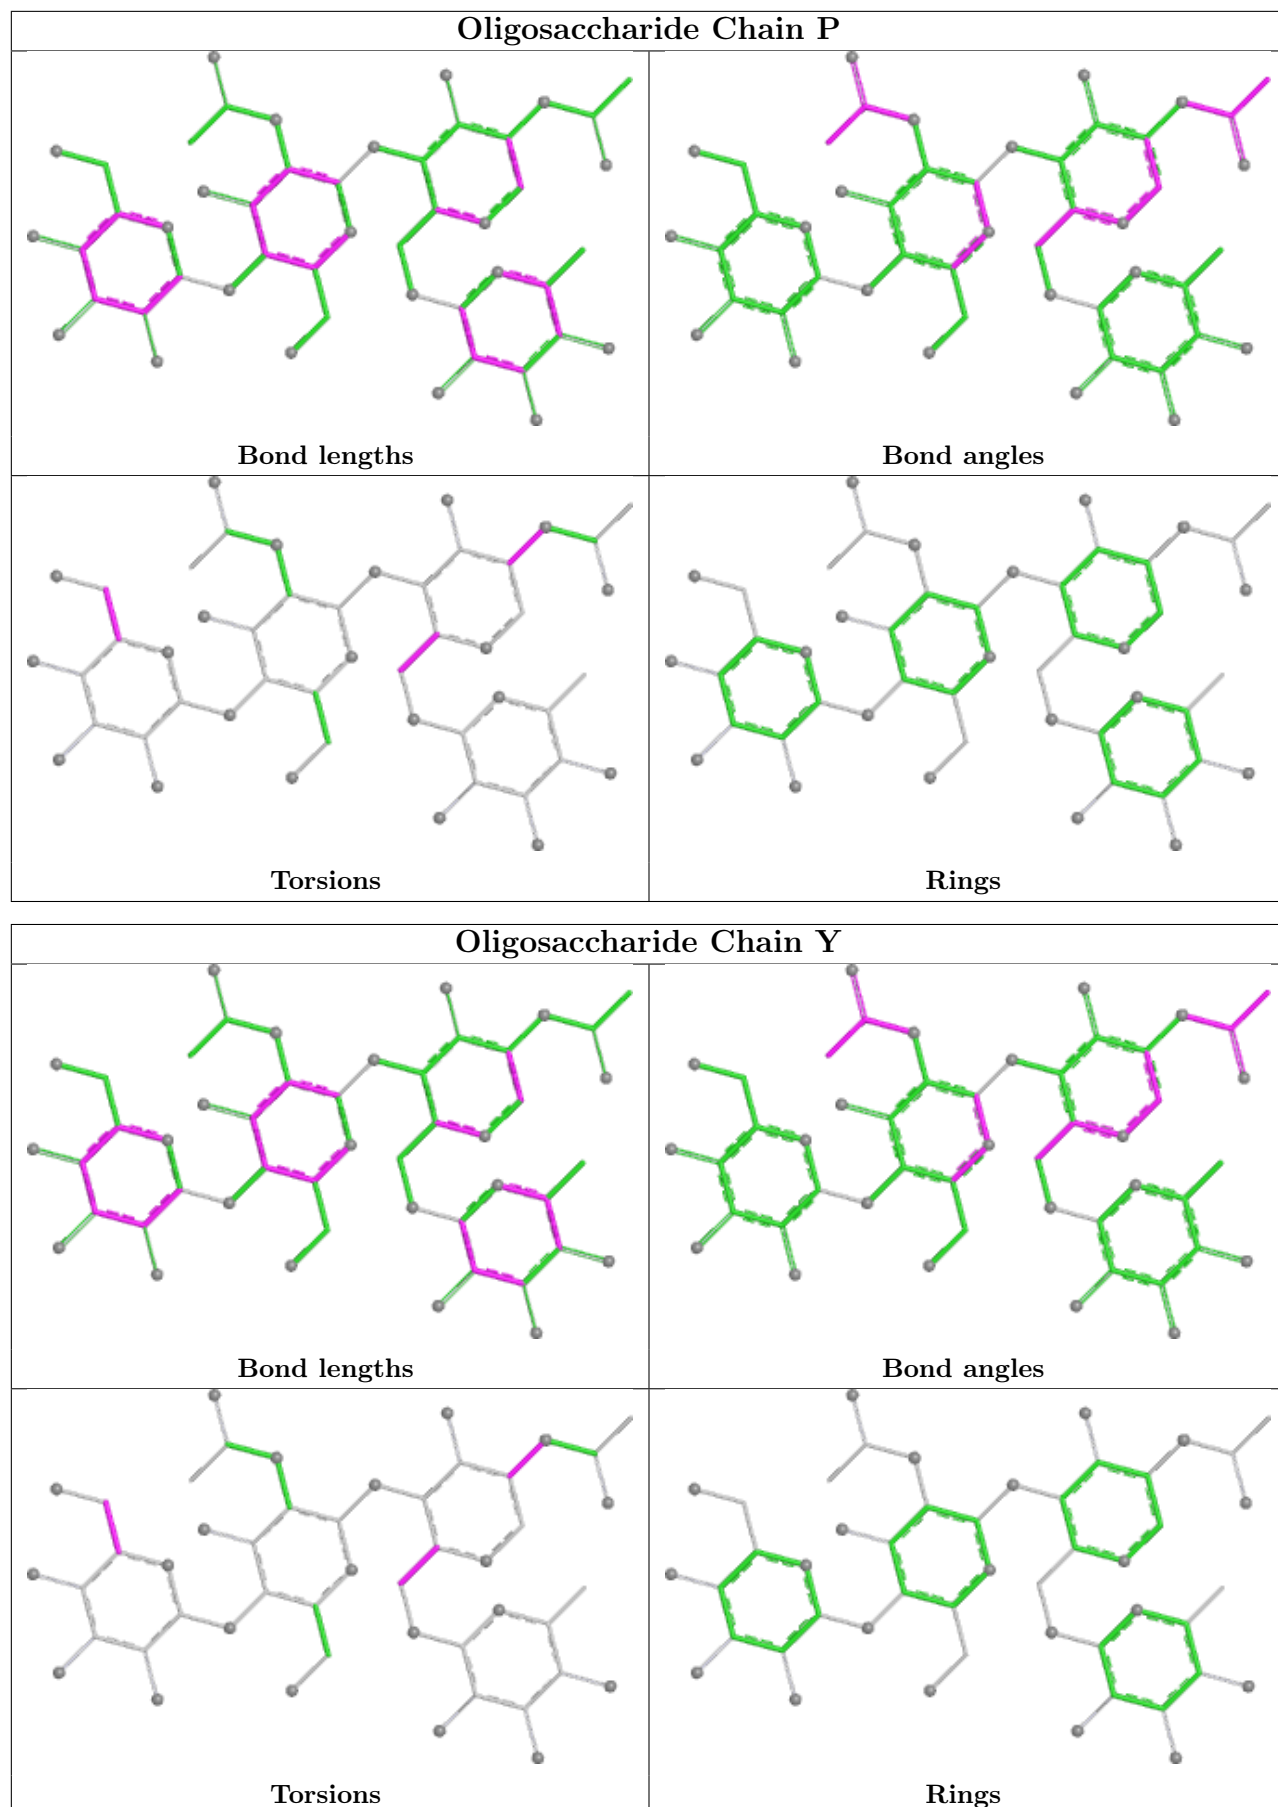 Oligosaccharide Chain P
Bond lengths
Bond angles
Torsions
Rings
Oligosaccharide Chain Y
Bond lengths
Bond angles
Torsions
Rings